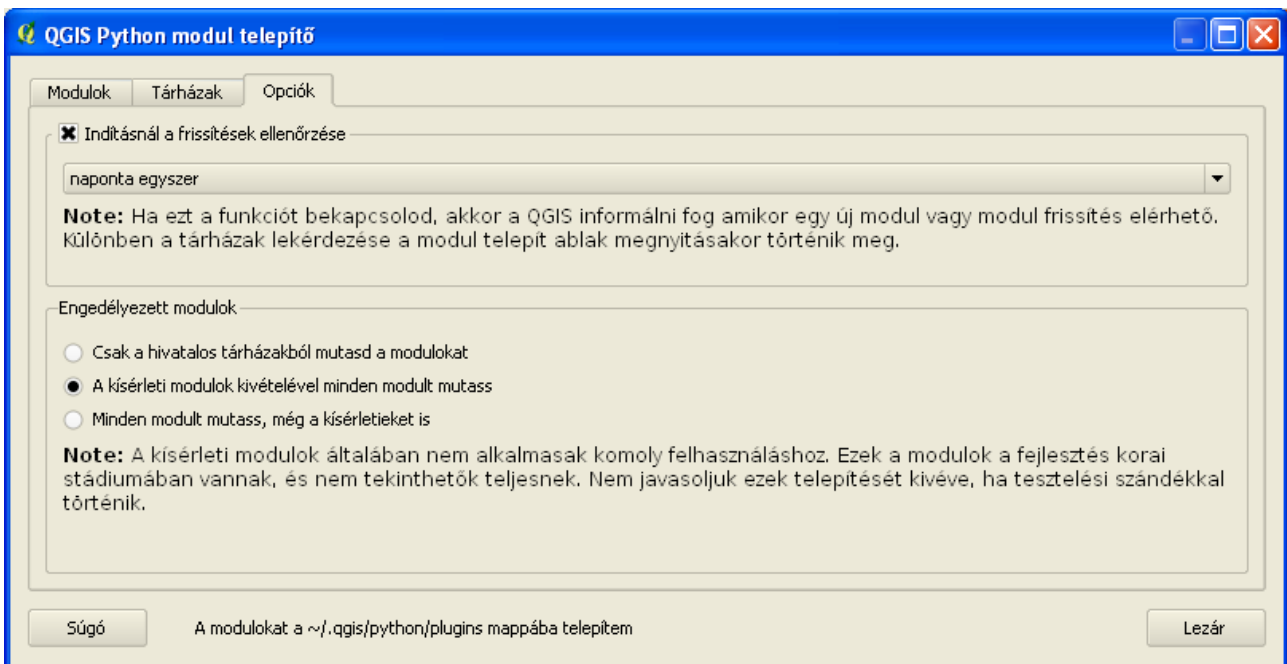 QGIS Python modul telepítő
Modulok Tárházak Opciók
Indításnál a frissítések ellenőrzése
naponta egyszer
Note: Ha ezt a funkciót bekapcsolod, akkor a QGIS informálni fog amikor egy új modul vagy modul frissítés elérhető.
Különben a tárházak lekérdezése a modul telepít ablak megnyitásakor történik meg.
Engedélyezett modulok
Csak a hivatalos tárházakból mutasd a modulokat
A kísérleti modulok kivételével minden modult mutass
Minden modult mutass, még a kísérletieket is
Note: A kísérleti modulok általában nem alkalmasak komoly felhasználáshoz. Ezek a modulok a fejlesztés korai
stádiumában vannak, és nem tekinthetők teljesnek. Nem javasoljuk ezek telepítését kivéve, ha tesztelési szándékkal
történik.
Súgó A modulokat a ~/.qgis/python/plugins mappába telepítem Lezár